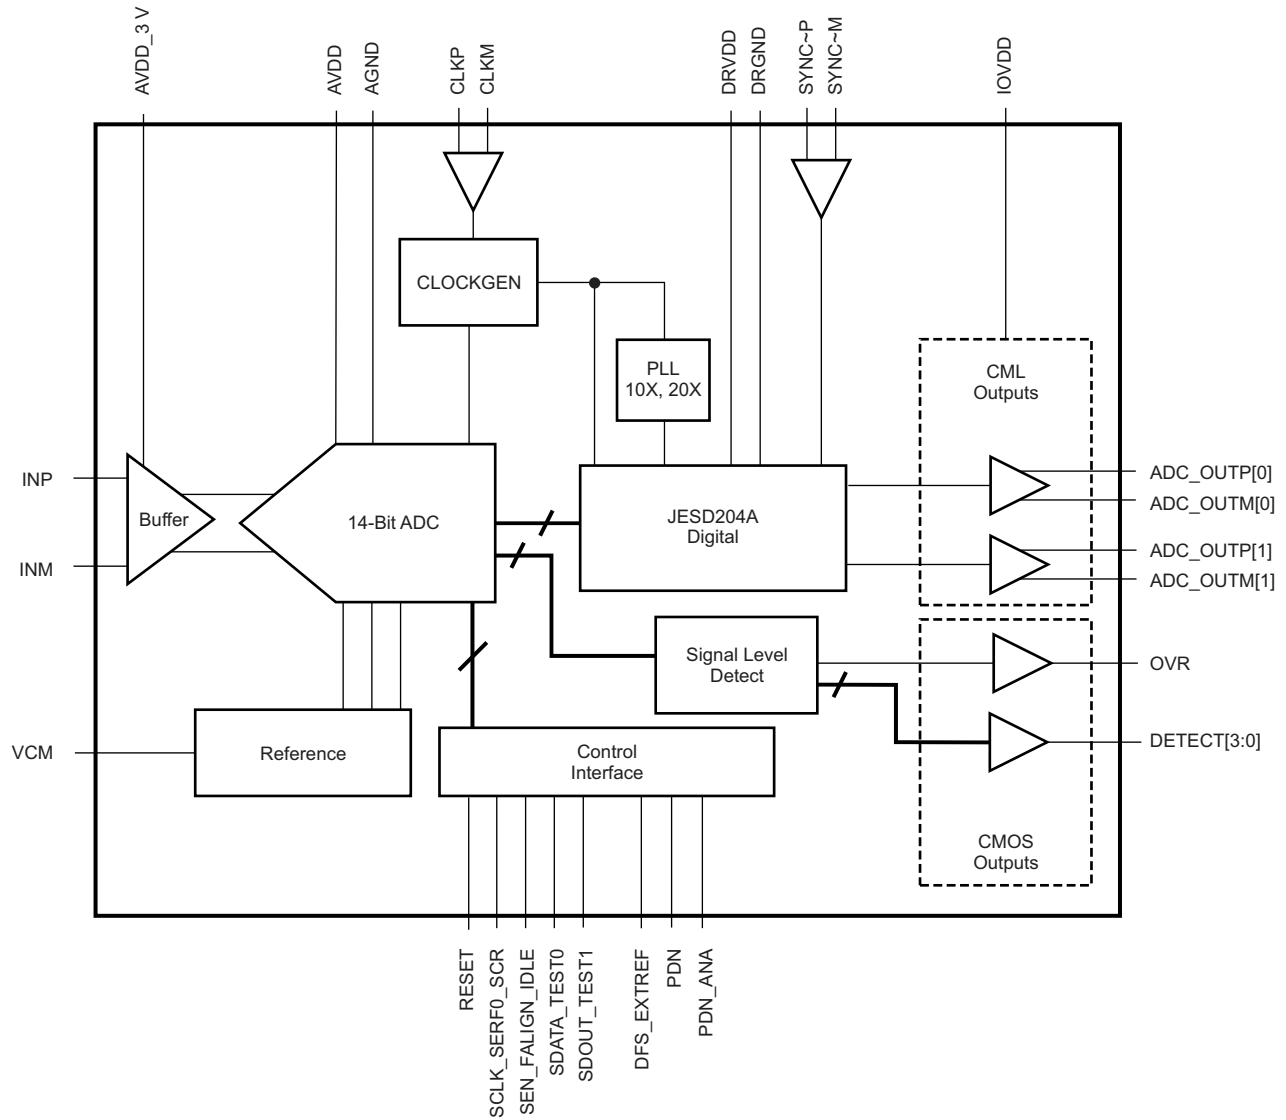 AVDD_3 V
AVDD
AGND
CLKP
CLKM
DRVDD
DRGND
SYNC~P
SYNC~M
IOVDD
CLOCKGEN
PLL
10X, 20X
CML
Outputs
INP
INM
Buffer
14-Bit ADC
JESD204A
Digital
ADC_OUTP[0]
ADC_OUTM[0]
ADC_OUTP[1]
ADC_OUTM[1]
Signal Level
Detect
OVR
DETECT[3:0]
VCM
Reference
Control
Interface
CMOS
Outputs
RESET
SCLK_SERF0_SCR
SEN_FALIGN_IDLE
SDATA_TEST0
SDOUT_TEST1
DFS_EXTREF
PDN
PDN_ANA